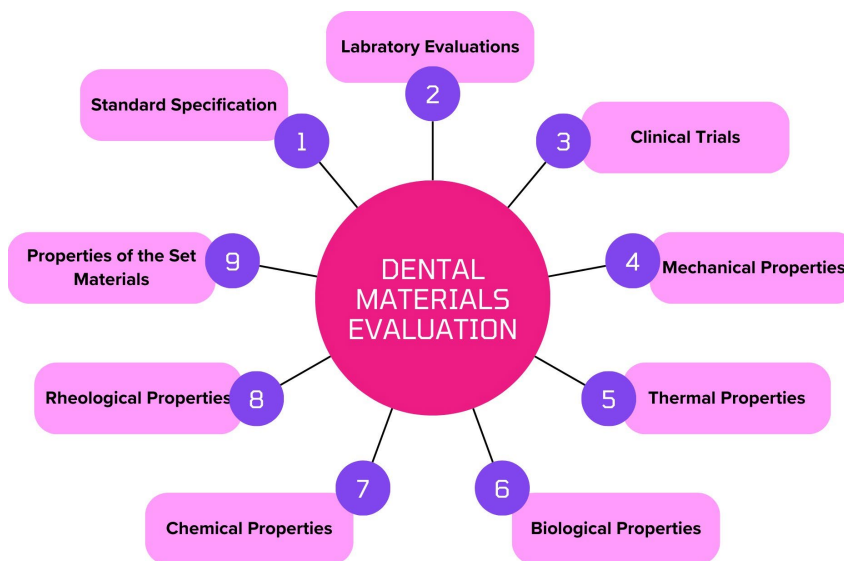 DENTAL
MATERIALS
EVALUATION
1
Standard Specification
2
Labratory Evaluations
3
Clinical Trials
4
Mechanical Properties
5
Thermal Properties
6
Biological Properties
7
Chemical Properties
8
Rheological Properties
9
Properties of the Set
Materials